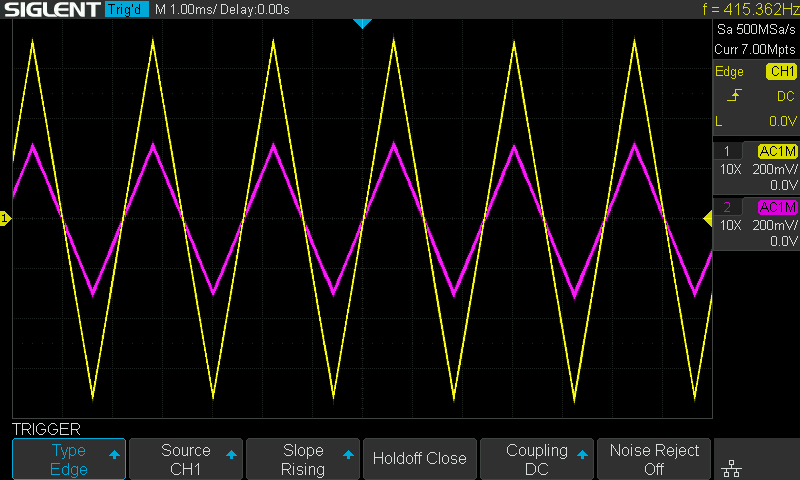 SIGLENT Trig'd M 1.00ms/ Delay:0.00s f = 415.362Hz
Sa 500MSa/s
Curr 7.00Mpts
Edge CH1
DC
L 0.0V
1 AC1M
10X 200mV/
0.0V
2 AC1M
10X 200mV/
0.0V
1
TRIGGER
Type
Edge
Source
CH1
Slope
Rising
Holdoff Close
Coupling
DC
Noise Reject
Off